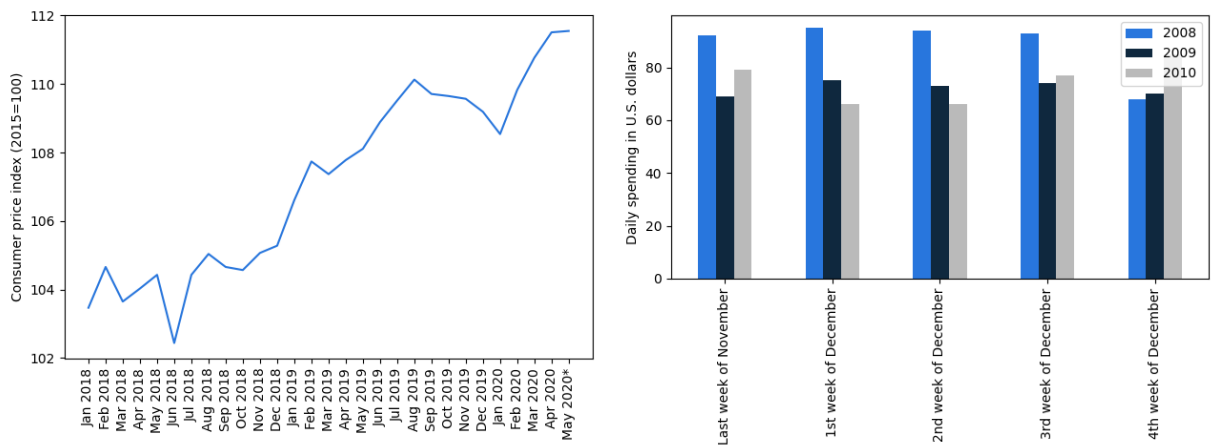 Consumer price index (2015=100)
112
110
108
106
104
102
Jan 2018
Feb 2018
Mar 2018
Apr 2018
May 2018
Jun 2018
Jul 2018
Aug 2018
Sep 2018
Oct 2018
Nov 2018
Dec 2018
Jan 2019
Feb 2019
Mar 2019
Apr 2019
May 2019
Jun 2019
Jul 2019
Aug 2019
Sep 2019
Oct 2019
Nov 2019
Dec 2019
Jan 2020
Feb 2020
Mar 2020
Apr 2020
May 2020*
Daily spending in U.S. dollars
80
60
40
20
0
2008
2009
2010
Last week of November
1st week of December
2nd week of December
3rd week of December
4th week of December